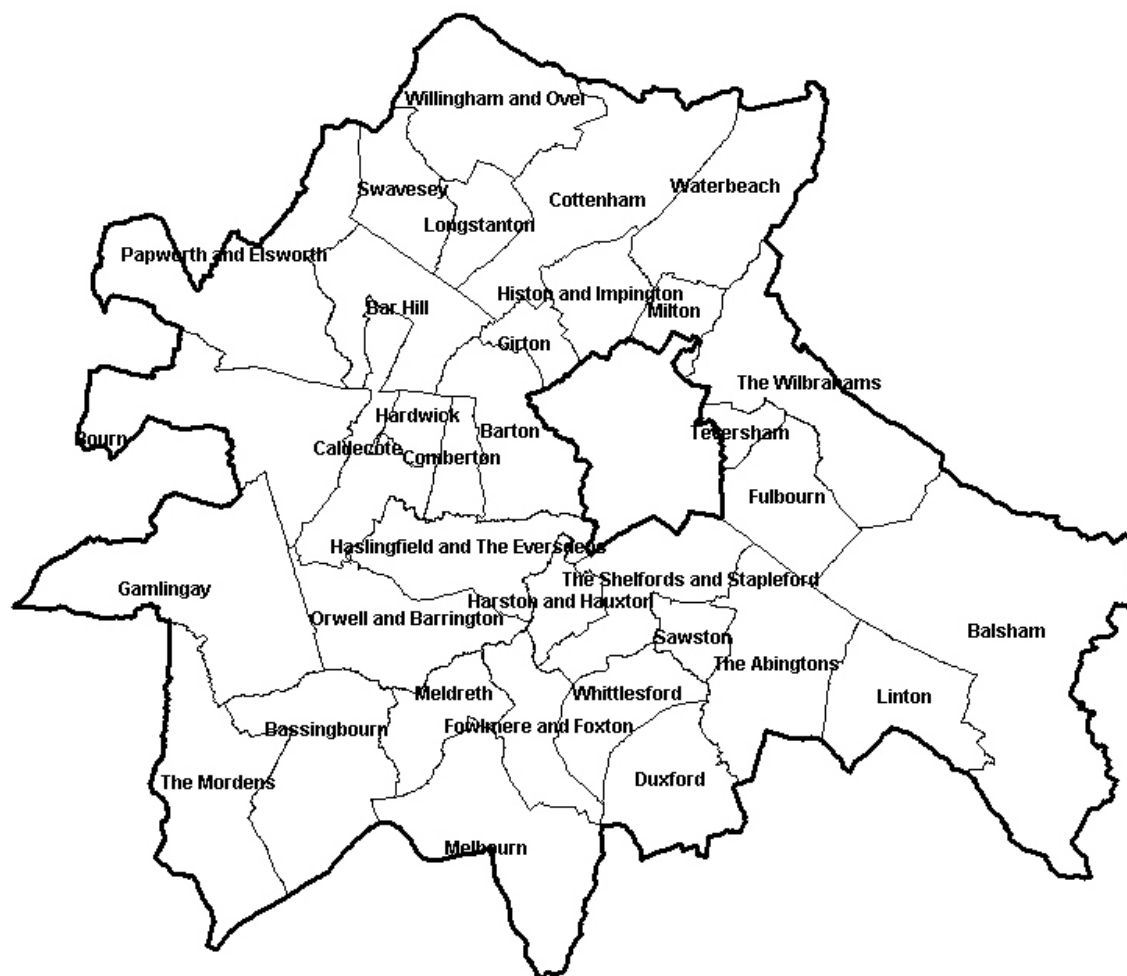 Willingham and Over
Swavesey
Waterbeach
Cottenham
Longstanton
Papworth and Elsworth
Histon and Impington
Bar Hill
Milton
Girton
The Wilbrahams
Hardwick
Barton
Teversham
Bourn
Caldecote
Comberton
Fulbourn
Haslingfield and The Eversdens
Gamlingay
The Shelfords and Stapleford
Harston and Hauxton
Orwell and Barrington
Balsham
Sawston
The Abingtons
Meldreth
Whittlesford
Linton
Bassingbourn
Fowlmere and Foxton
The Mordens
Duxford
Melbourn